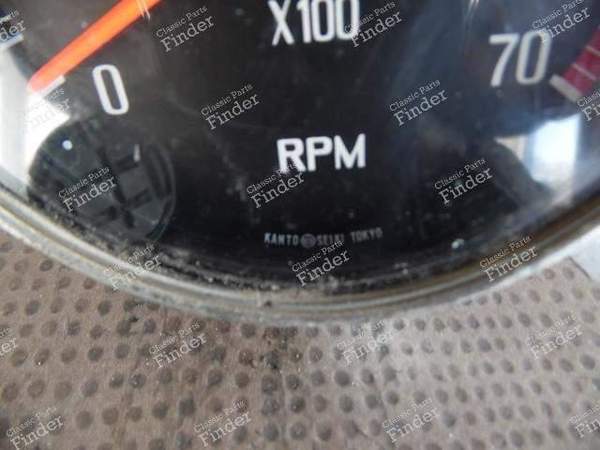 X100
0
70
RPM
KANTO SEIKI TOKYO
Classic Parts
Finder